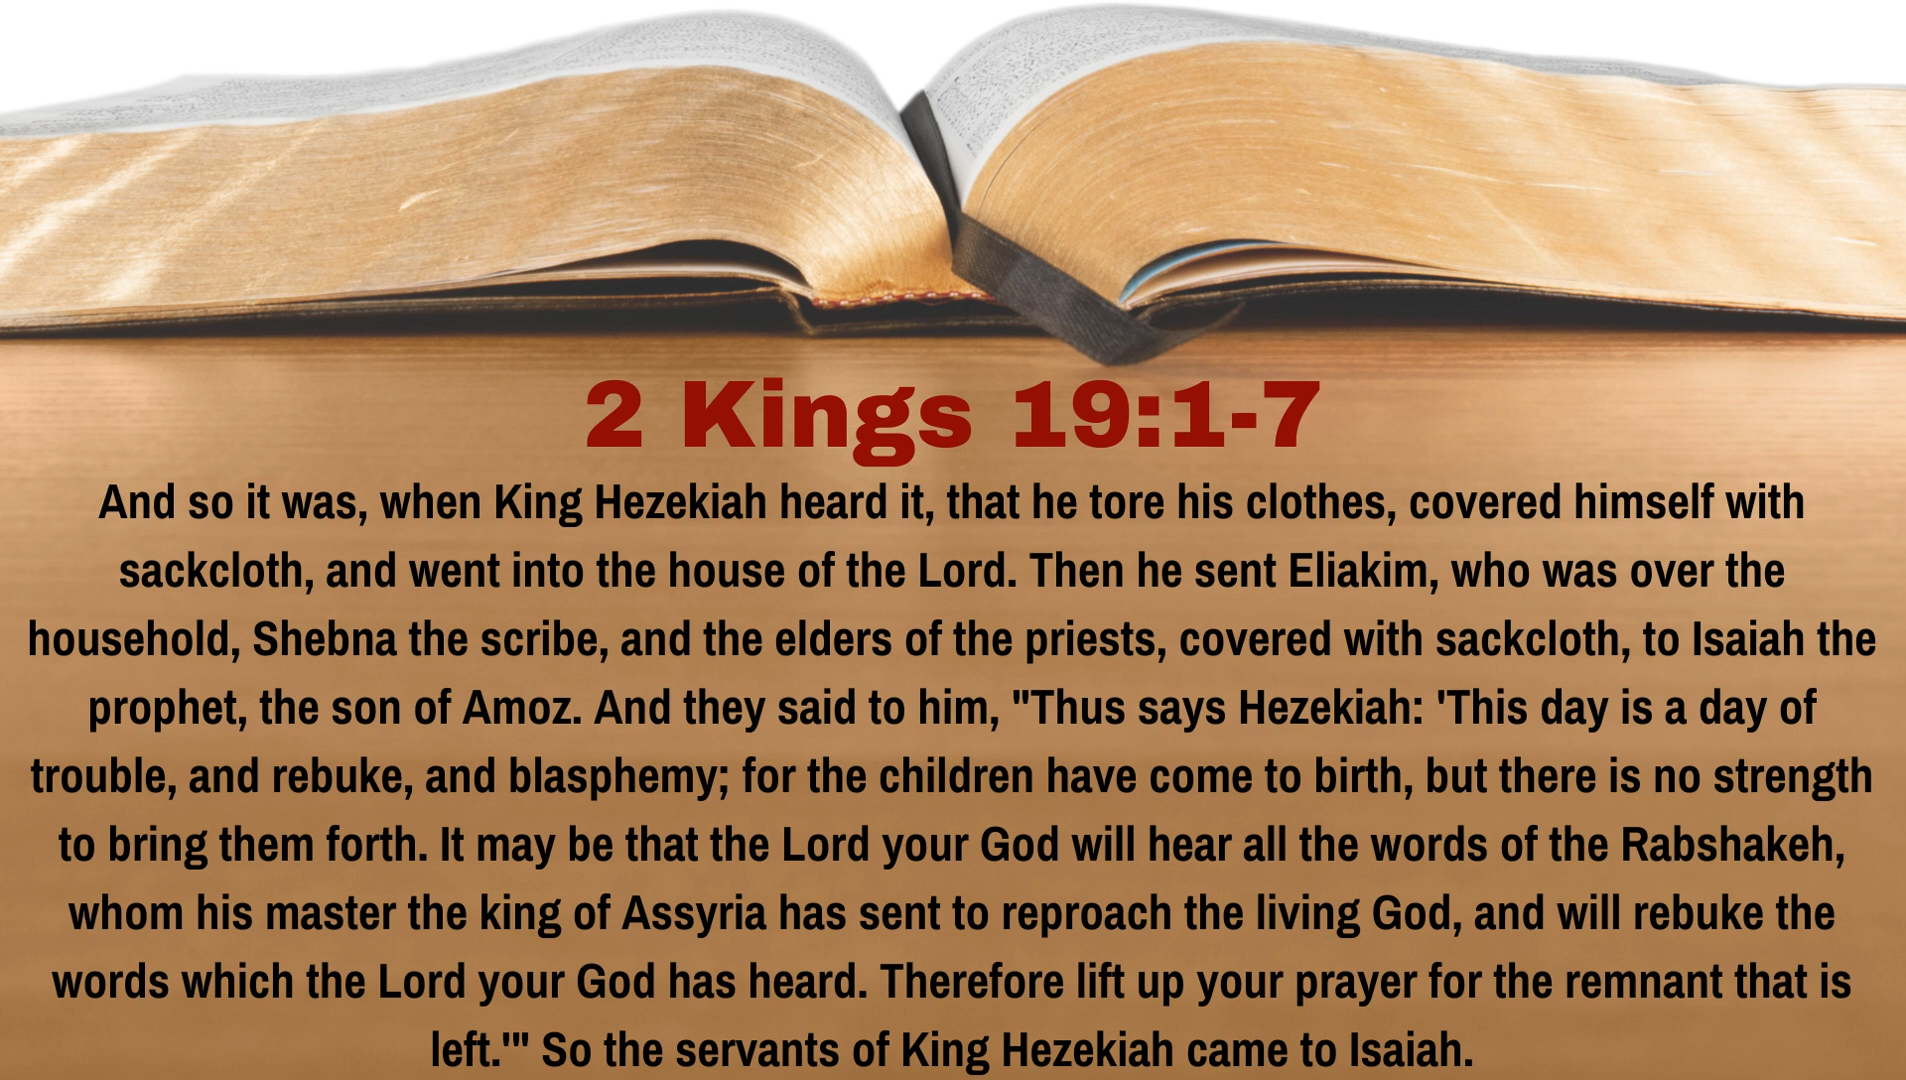 2 Kings 19:1-7
And so it was, when King Hezekiah heard it, that he tore his clothes, covered himself with
sackcloth, and went into the house of the Lord. Then he sent Eliakim, who was over the
household, Shebna the scribe, and the elders of the priests, covered with sackcloth, to Isaiah the
prophet, the son of Amoz. And they said to him, "Thus says Hezekiah: 'This day is a day of
trouble, and rebuke, and blasphemy; for the children have come to birth, but there is no strength
to bring them forth. It may be that the Lord your God will hear all the words of the Rabshakeh,
whom his master the king of Assyria has sent to reproach the living God, and will rebuke the
words which the Lord your God has heard. Therefore lift up your prayer for the remnant that is
left.'" So the servants of King Hezekiah came to Isaiah.